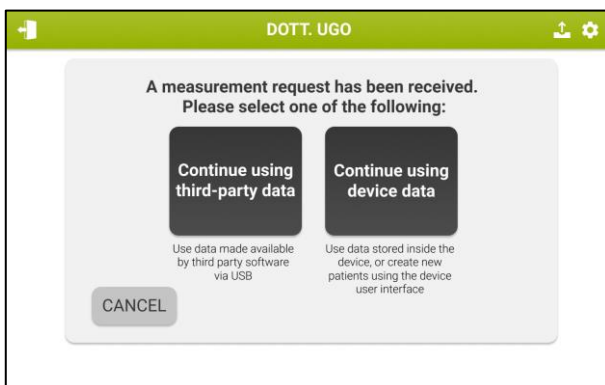 DOTT. UGO
A measurement request has been received.
Please select one of the following:
Continue using
third-party data
Continue using
device data
Use data made available
by third party software
via USB
Use data stored inside the
device, or create new
patients using the device
user interface
CANCEL